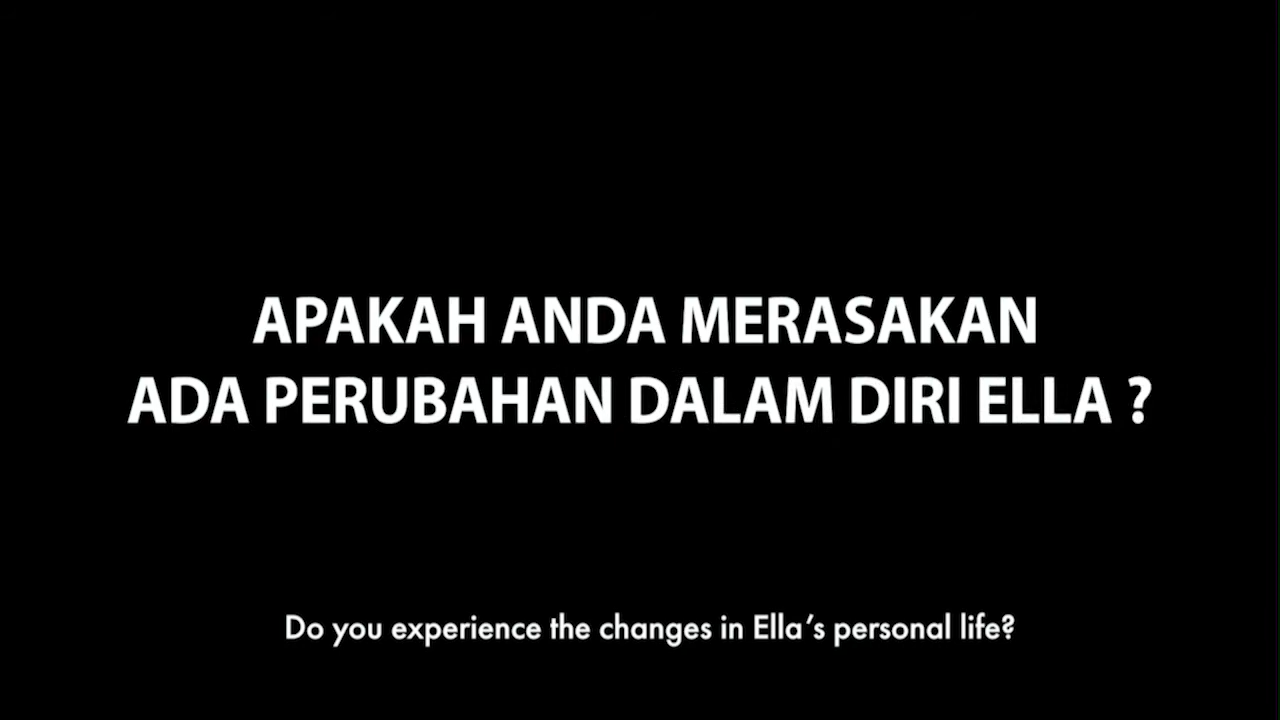 APAKAH ANDA MERASAKAN
ADA PERUBAHAN DALAM DIRI ELLA ?
Do you experience the changes in Ella's personal life?